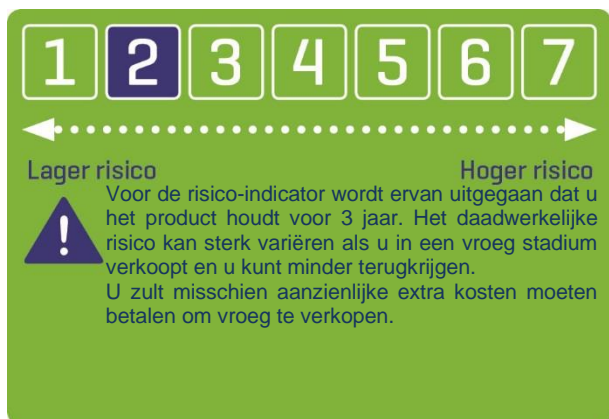 1 2 3 4 5 6 7
Lager risico Hoger risico
Voor de risico-indicator wordt ervan uitgegaan dat u
het product houdt voor 3 jaar. Het daadwerkelijke
risico kan sterk variëren als u in een vroeg stadium
verkoopt en u kunt minder terugkrijgen.
U zult misschien aanzienlijke extra kosten moeten
betalen om vroeg te verkopen.